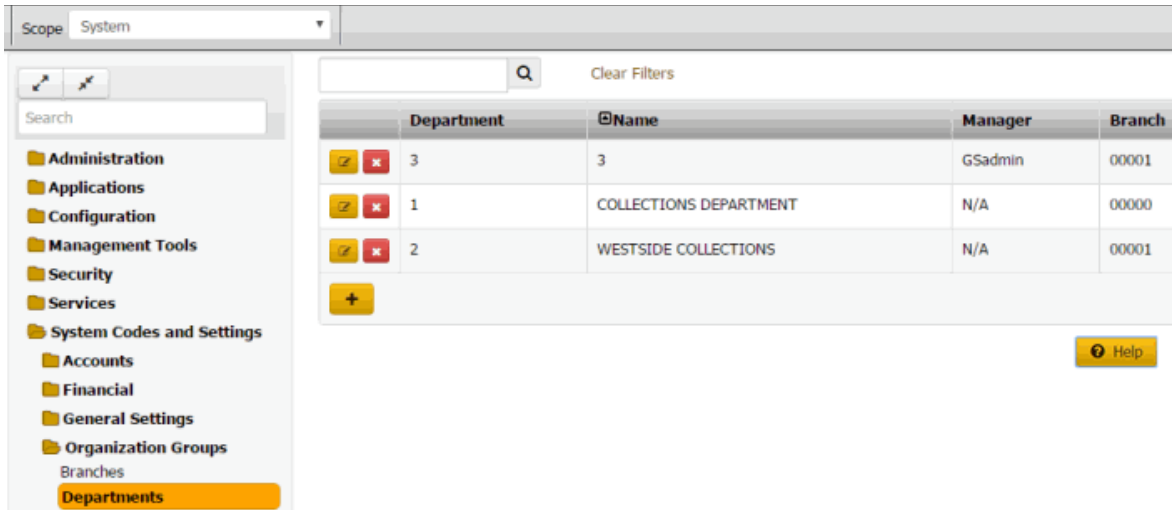 Scope System
Clear Filters
Search
Department Name Manager Branch
Administration
3 3 GSadmin 00001
Applications
1 COLLECTIONS DEPARTMENT N/A 00000
Configuration
Management Tools
2 WESTSIDE COLLECTIONS N/A 00001
Security
Services
System Codes and Settings
Accounts
Help
Financial
General Settings
Organization Groups
Branches
Departments